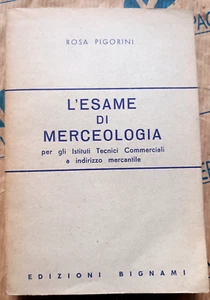 ROSA PIGORINI
L'ESAME
DI
MERCEOLOGIA
per gli Istituti Tecnici Commerciali
a indirizzo mercantile
EDIZIONI BIGNAMI